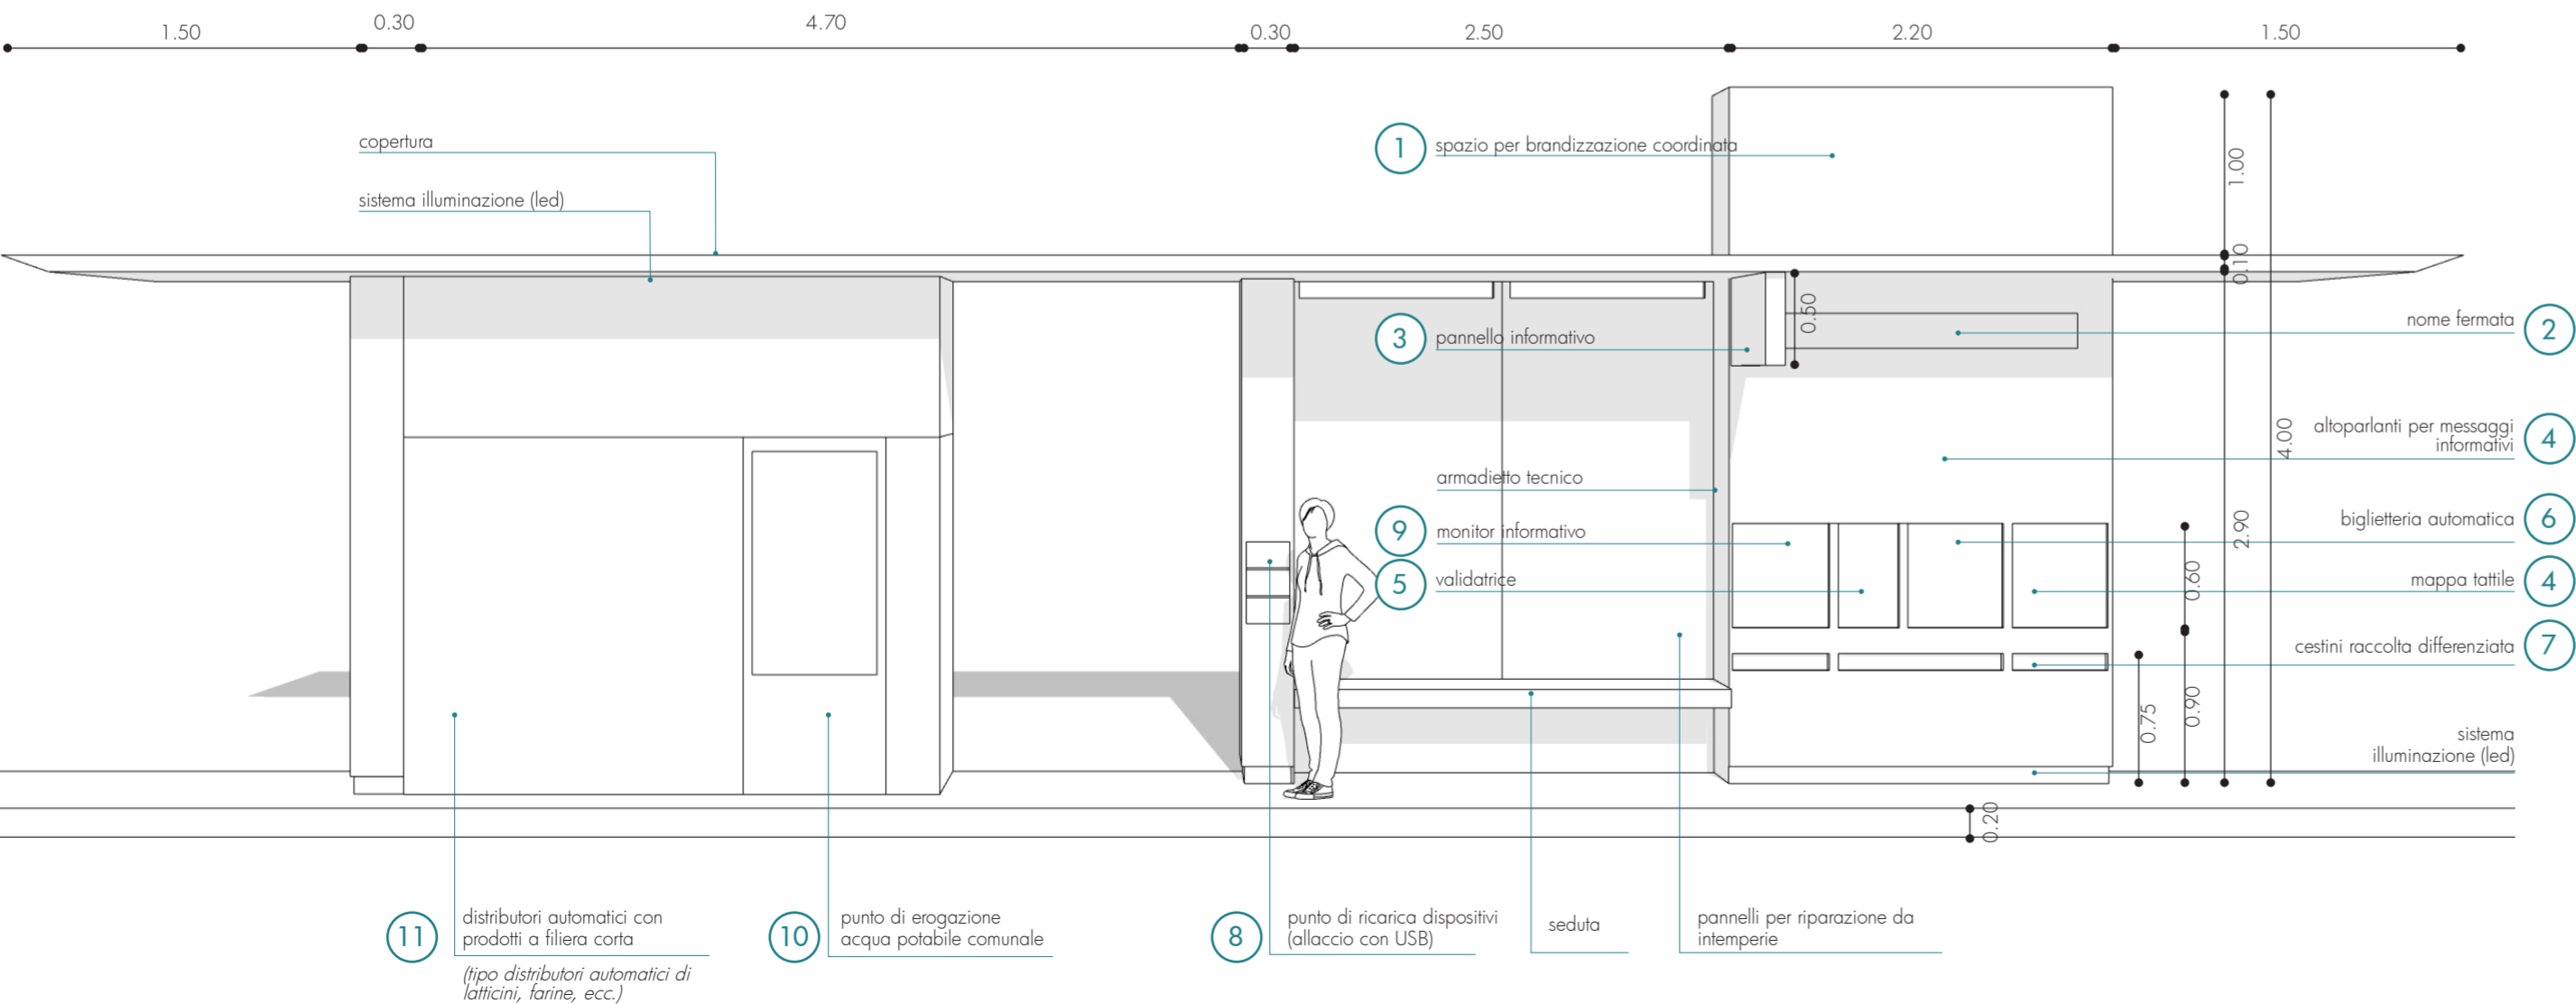 1.50
0.30
4.70
0.30
2.50
2.20
1.50
copertura
sistema illuminazione (led)
1
spazio per brandizzazione coordinata
1.00
0.10
0.50
nome fermata
2
3
pannello informativo
altoparlanti per messaggi
informativi
4
4.00
armadietto tecnico
9
monitor informativo
biglietteria automatica
6
2.90
5
validatrice
0.60
mappa tattile
4
cestini raccolta differenziata
7
0.75
0.90
sistema
illuminazione (led)
0.20
11
distributori automatici con
prodotti a filiera corta
(tipo distributori automatici di
latticini, farine, ecc.)
10
punto di erogazione
acqua potabile comunale
8
punto di ricarica dispositivi
(allaccio con USB)
seduta
pannelli per riparazione da
intemperie